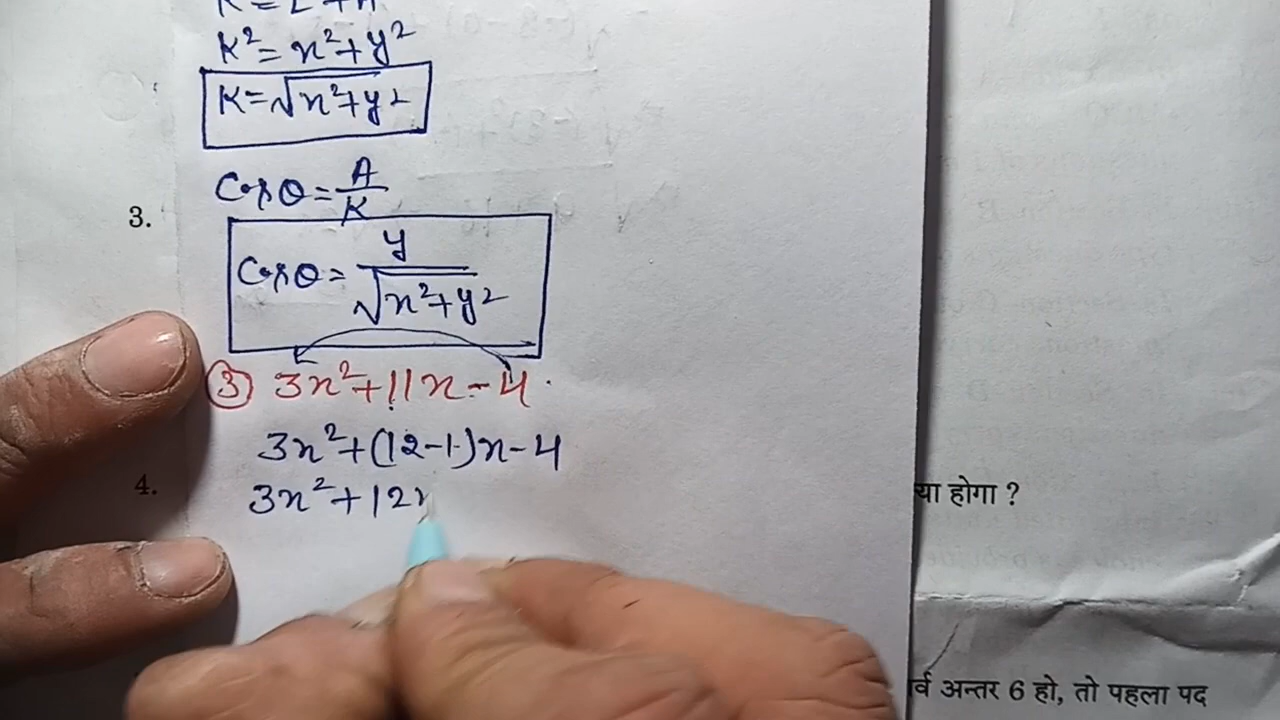 K²=x²+y²
K=√x²+y²
Cosθ=A/K
3.
Cosθ=y/√x²+y²
③ 3x²+11x-4.
3x²+(12-1)x-4
4.
3x²+12x
या होगा ?
अन्तर 6 हो, तो पहला पद